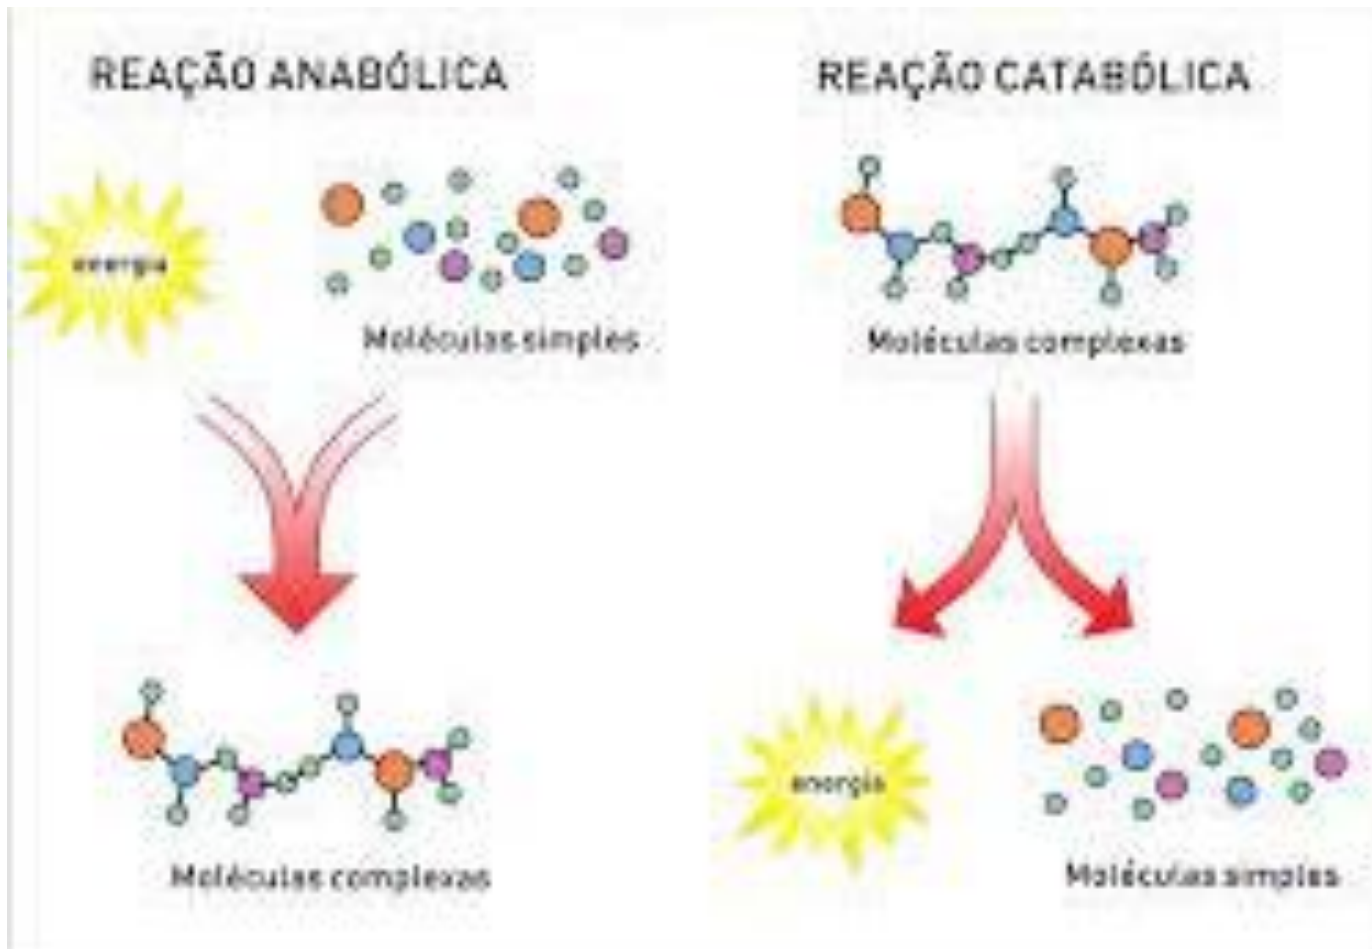 REAÇÃO ANABÓLICA
energia
Moléculas simples
Moléculas complexas
REAÇÃO CATABÓLICA
Moléculas complexas
energia
Moléculas simples